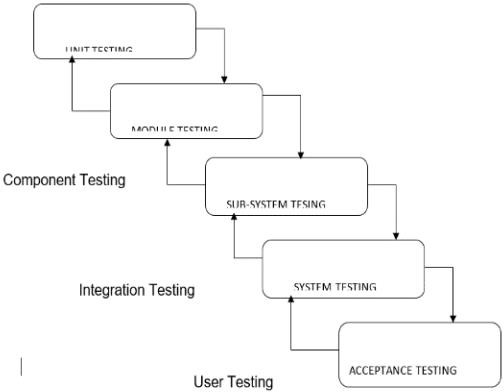 UNIT TESTING
MODULE TESTING
Component Testing
SUB-SYSTEM TESING
Integration Testing
SYSTEM TESTING
ACCEPTANCE TESTING
User Testing